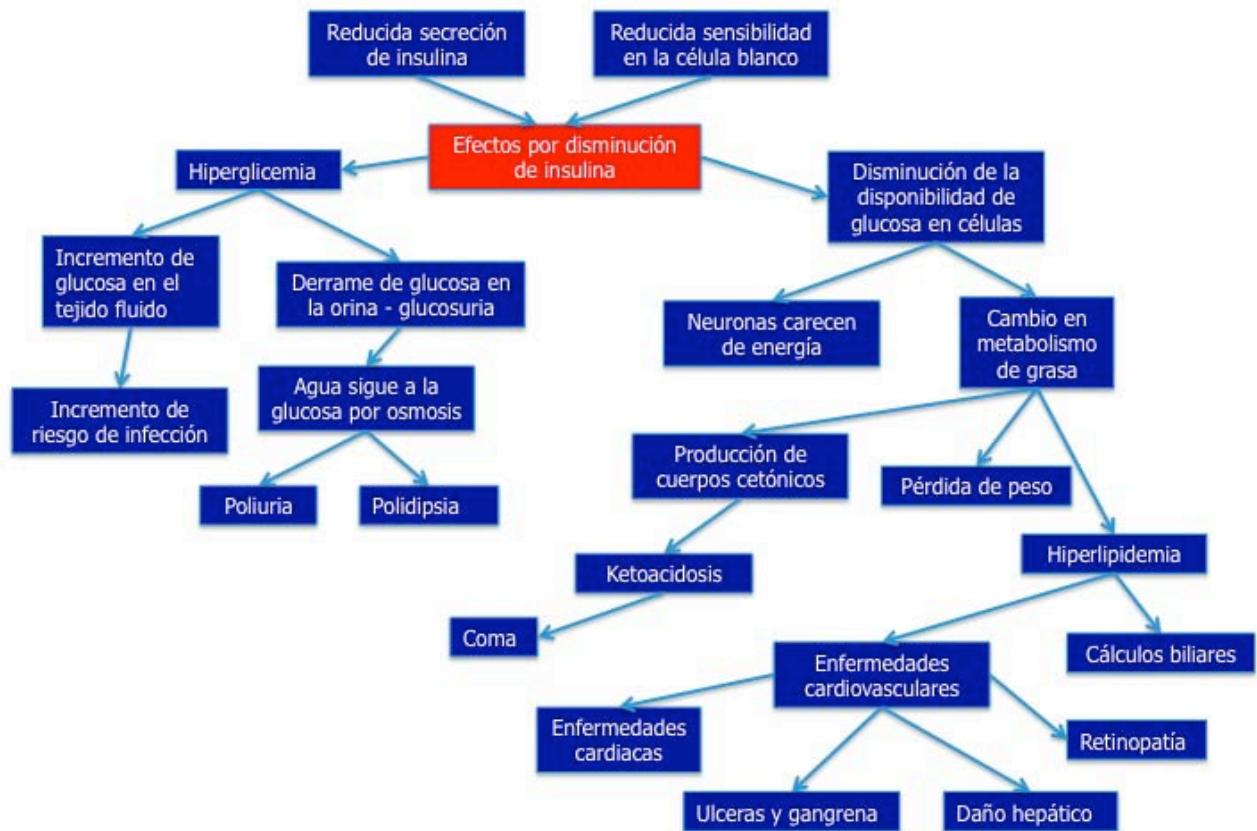 Reducida secreción
de insulina
Reducida sensibilidad
en la célula blanco
Efectos por disminución
de insulina
Hiperglicemia
Disminución de la
disponibilidad de
glucosa en células
Incremento de
glucosa en el
tejido fluido
Derrame de glucosa en
la orina - glucosuria
Neuronas carecen
de energía
Cambio en
metabolismo
de grasa
Incremento de
riesgo de infección
Agua sigue a la
glucosa por osmosis
Poliuria
Polidipsia
Producción de
cuerpos cetónicos
Pérdida de peso
Hiperlipidemia
Ketoacidosis
Coma
Enfermedades
cardiovasculares
Cálculos biliares
Enfermedades
cardiacas
Retinopatía
Ulceras y gangrena
Daño hepático